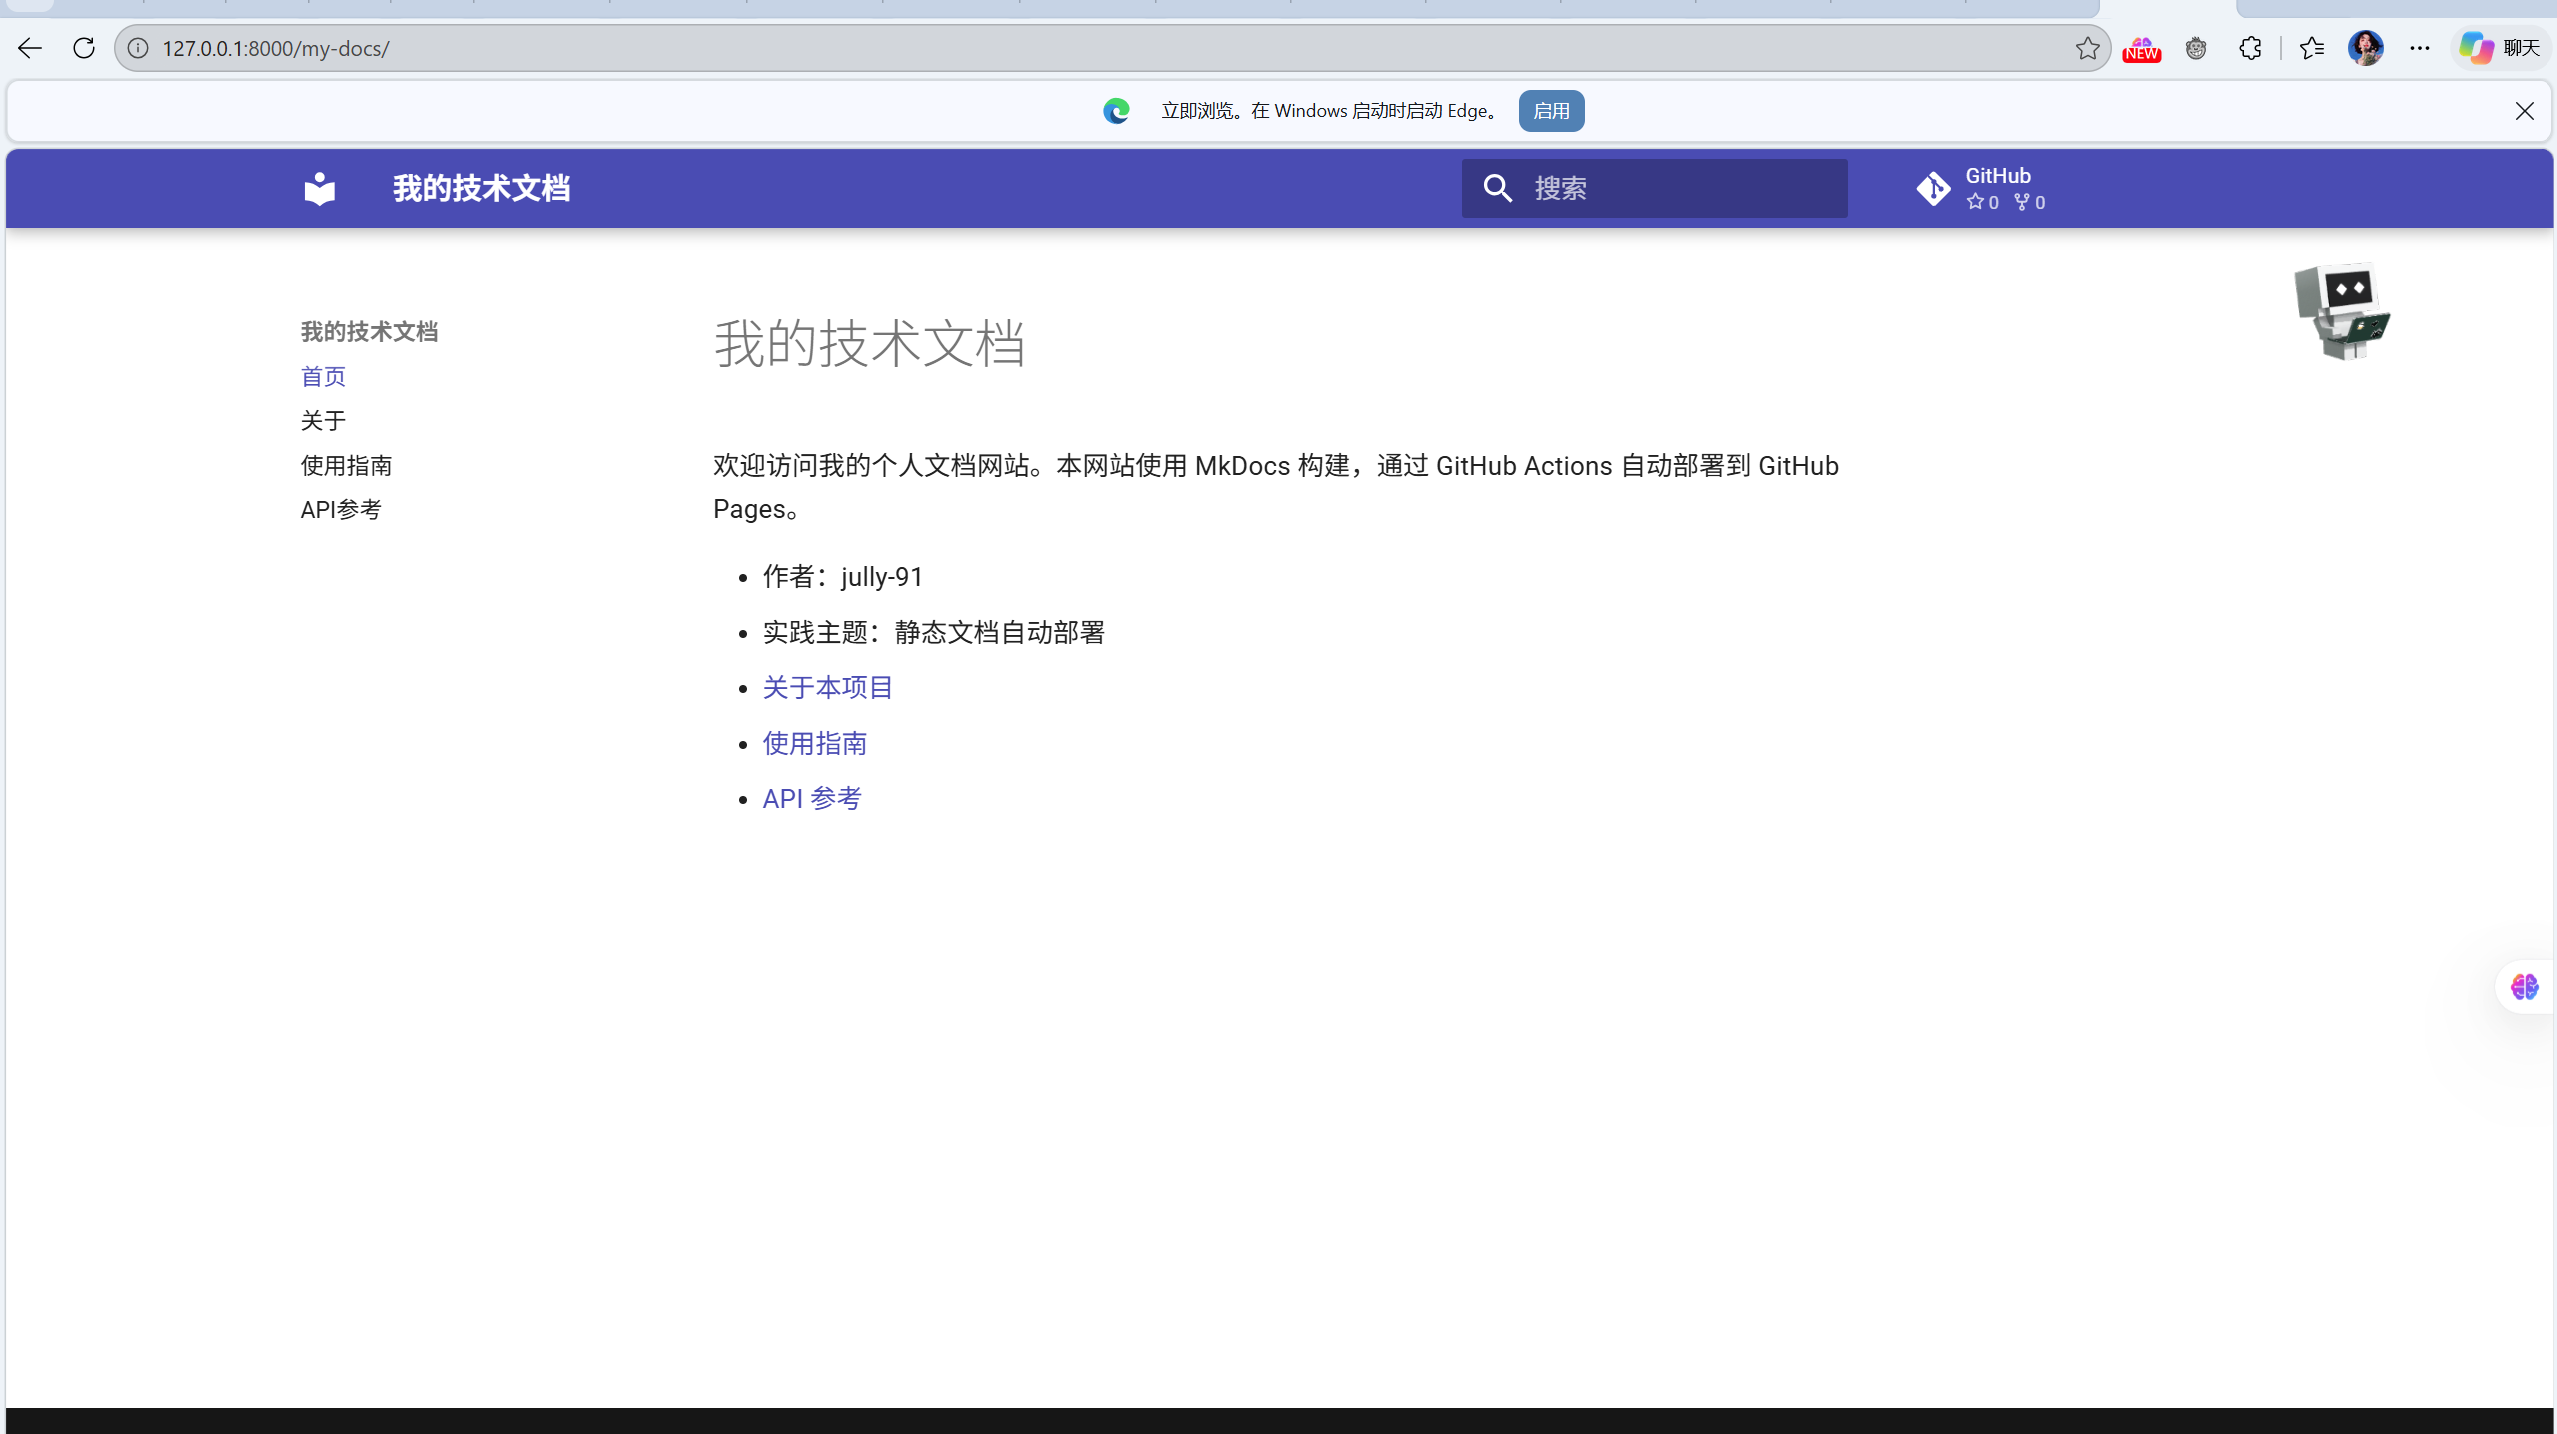 127.0.0.1:8000/my-docs/
NEW
聊天
立即浏览。在 Windows 启动时启动 Edge。
启用
我的技术文档
搜索
GitHub
0 0
我的技术文档
首页
关于
使用指南
API参考
我的技术文档
欢迎访问我的个人文档网站。本网站使用 MkDocs 构建，通过 GitHub Actions 自动部署到 GitHub
Pages。
作者：jully-91
实践主题：静态文档自动部署
关于本项目
使用指南
API 参考